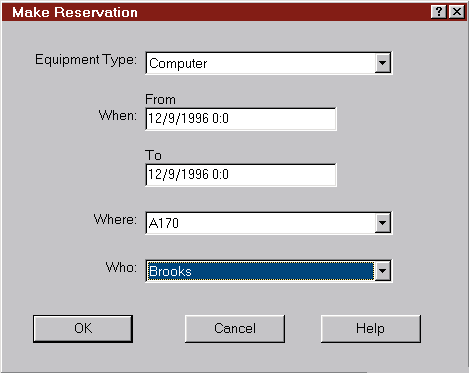 Make Reservation
Equipment Type: Computer
From
When: 12/9/1996 0:0
To
12/9/1996 0:0
Where: A170
Who: Brooks
OK Cancel Help